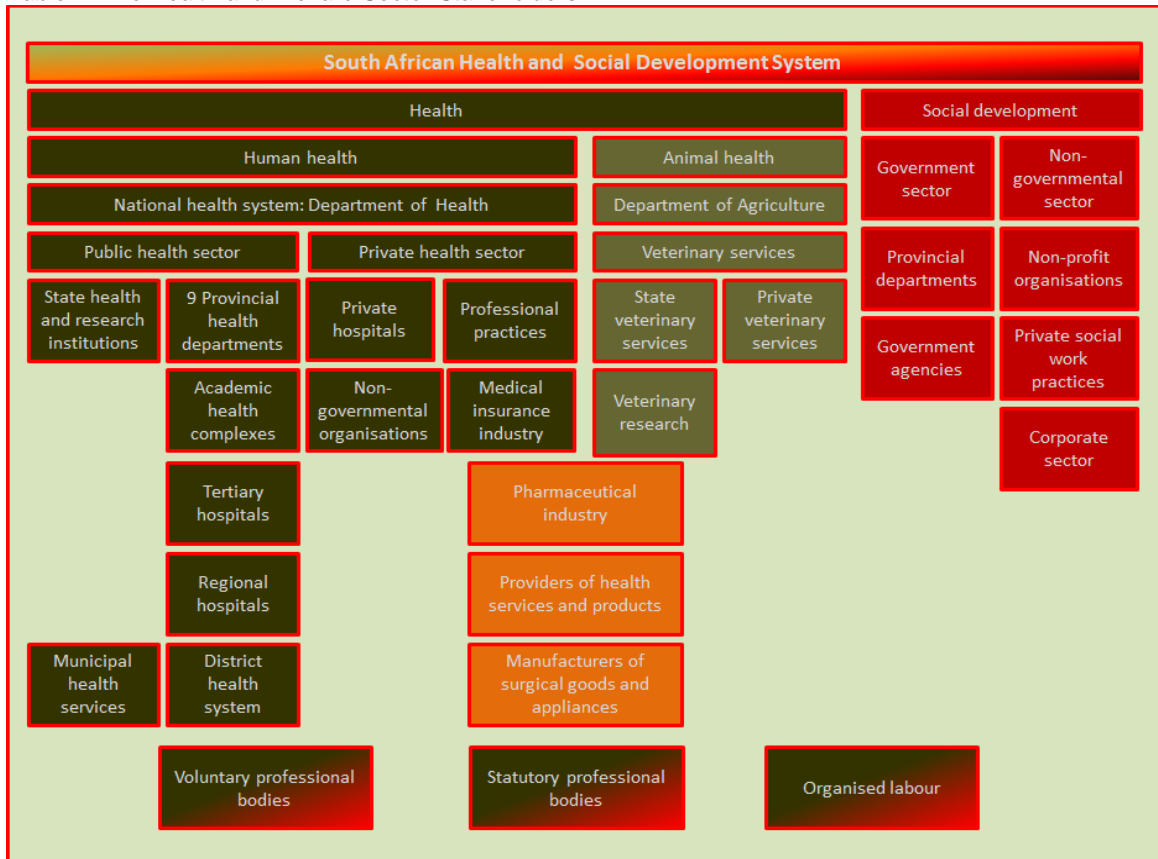 South African Health and Social Development System
Health
Social development
Human health
Animal health
Government
sector
Non-
governmental
sector
National health system: Department of Health
Department of Agriculture
Public health sector
Private health sector
Veterinary services
Provincial
departments
Non-profit
organisations
State health
and research
institutions
9 Provincial
health
departments
Private
hospitals
Professional
practices
State
veterinary
services
Private
veterinary
services
Government
agencies
Private social
work
practices
Academic
health
complexes
Non-
governmental
organisations
Medical
insurance
industry
Veterinary
research
Corporate
sector
Tertiary
hospitals
Pharmaceutical
industry
Regional
hospitals
Providers of health
services and products
Municipal
health
services
District
health
system
Manufacturers of
surgical goods and
appliances
Voluntary professional
bodies
Statutory professional
bodies
Organised labour